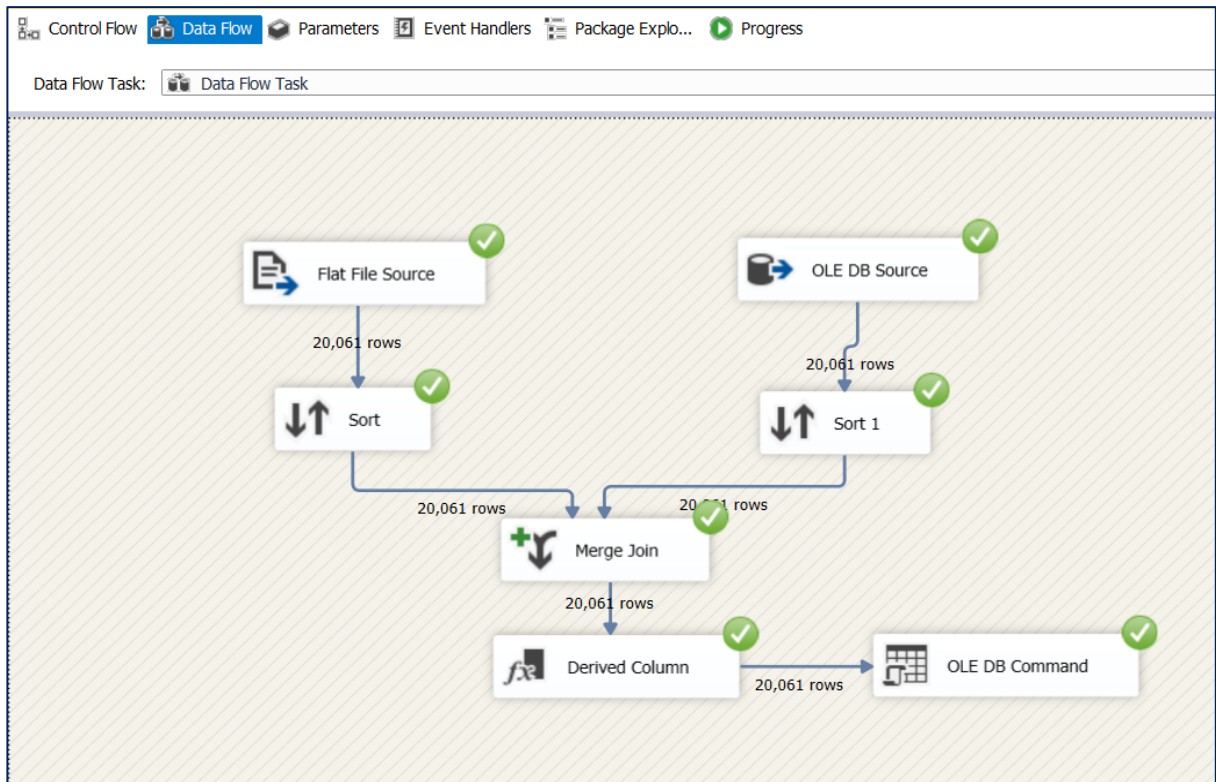 Control Flow Data Flow Parameters Event Handlers Package Explo... Progress
Data Flow Task: Data Flow Task
Flat File Source
OLE DB Source
20,061 rows
20,061 rows
Sort
Sort 1
20,061 rows
20,061 rows
Merge Join
20,061 rows
Derived Column
OLE DB Command
20,061 rows